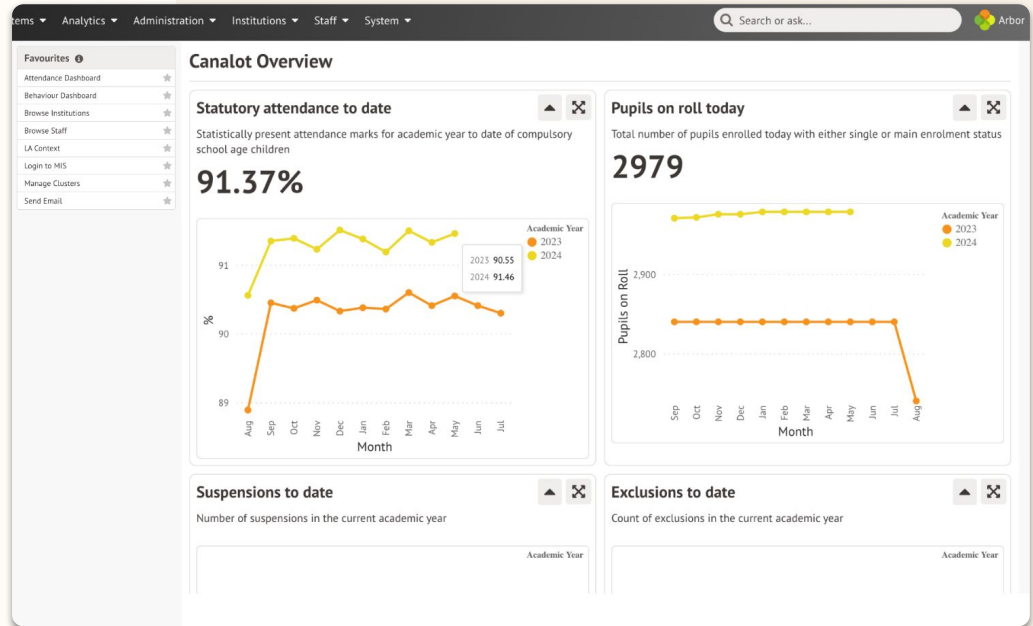 Analytics Administration Institutions Staff System Search or ask... Arbor
Favourites
Attendance Dashboard
Behaviour Dashboard
Browse Institutions
Browse Staff
LA Context
Login to MIS
Manage Clusters
Send Email
Canalot Overview
Statutory attendance to date
Statistically present attendance marks for academic year to date of compulsory
school age children
91.37%
Academic Year
2023
2024
2023 90.55
2024 91.46
91
90
89
%
Aug Sep Oct Nov Dec Jan Feb Mar Apr May Jun Jul
Month
Pupils on roll today
Total number of pupils enrolled today with either single or main enrolment status
2979
Academic Year
2023
2024
2,900
2,800
Pupils on Roll
Sep Oct Nov Dec Jan Feb Mar Apr May Jun Jul Aug
Month
Suspensions to date
Number of suspensions in the current academic year
Academic Year
Exclusions to date
Count of exclusions in the current academic year
Academic Year